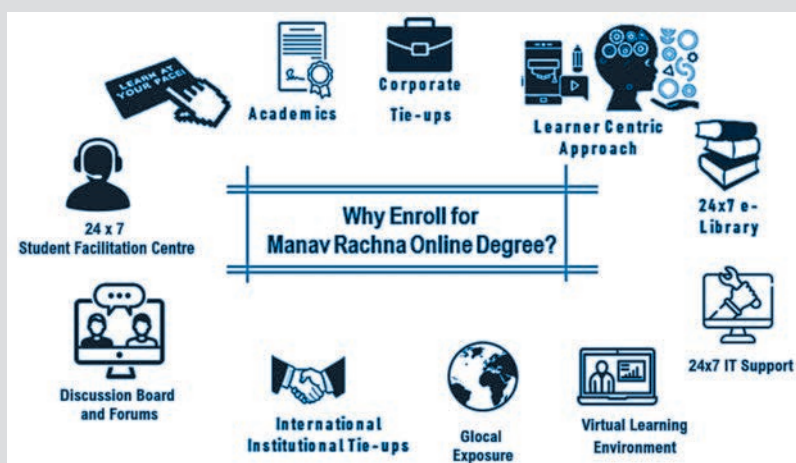 LEARN AT
YOUR PACE!
Academics
Corporate
Tie-ups
Learner Centric
Approach
24x7 e-
Library
24x7 IT Support
Virtual Learning
Environment
Glocal
Exposure
International
Institutional Tie-ups
Discussion Board
and Forums
24 x 7
Student Facilitation Centre
Why Enroll for
Manav Rachna Online Degree?